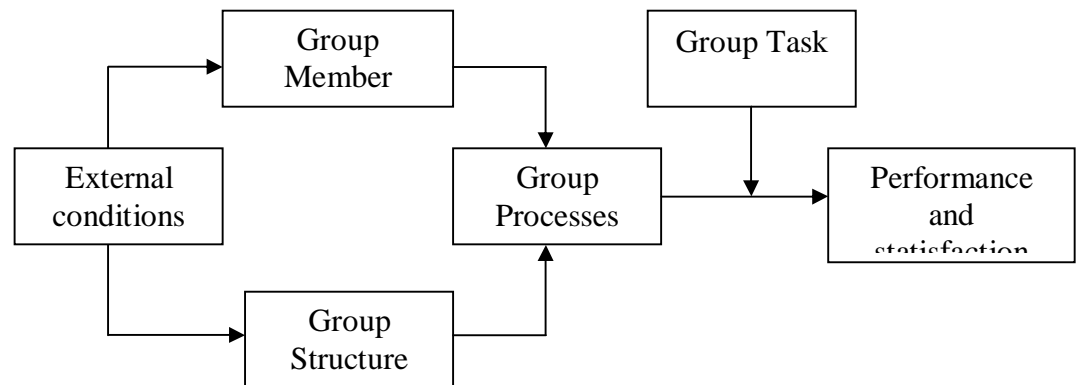 Group
Member
Group Task
External
conditions
Group
Processes
Performance
and
statisfaction
Group
Structure